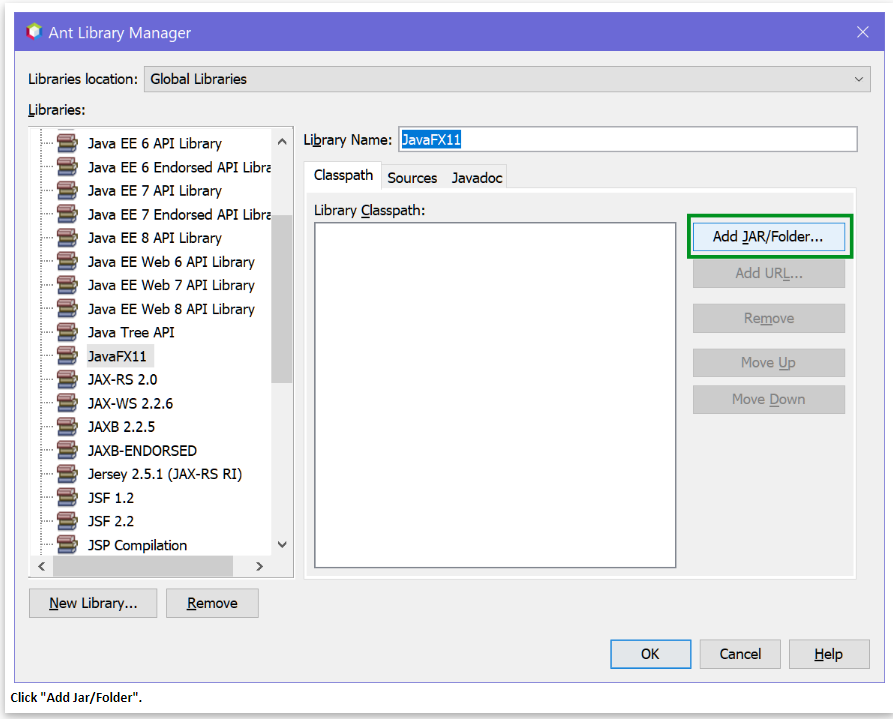 Ant Library Manager
Libraries location: Global Libraries
Libraries:
Java EE 6 API Library
Java EE 6 Endorsed API Libra
Java EE 7 API Library
Java EE 7 Endorsed API Libra
Java EE 8 API Library
Java EE Web 6 API Library
Java EE Web 7 API Library
Java EE Web 8 API Library
Java Tree API
JavaFX11
JAX-RS 2.0
JAX-WS 2.2.6
JAXB 2.2.5
JAXB-ENDORSED
Jersey 2.5.1 (JAX-RS RI)
JSF 1.2
JSF 2.2
JSP Compilation
New Library...
Remove
Library Name: JavaFX11
Classpath Sources Javadoc
Library Classpath:
Add JAR/Folder...
Add URL...
Remove
Move Up
Move Down
OK
Cancel
Help
Click "Add Jar/Folder".